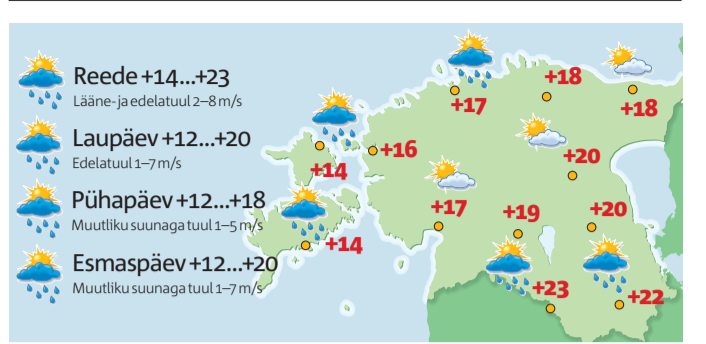 Reede +14...+23
Lääne- ja edelatuul 2–8 m/s
Laupäev +12...+20
Edelatuul 1–7 m/s
Pühapäev +12...+18
Muutliku suunaga tuul 1–5 m/s
Esmaspäev +12...+20
Muutliku suunaga tuul 1–7 m/s
+17
+18
+18
+16
+14
+20
+17
+19
+20
+14
+23
+22